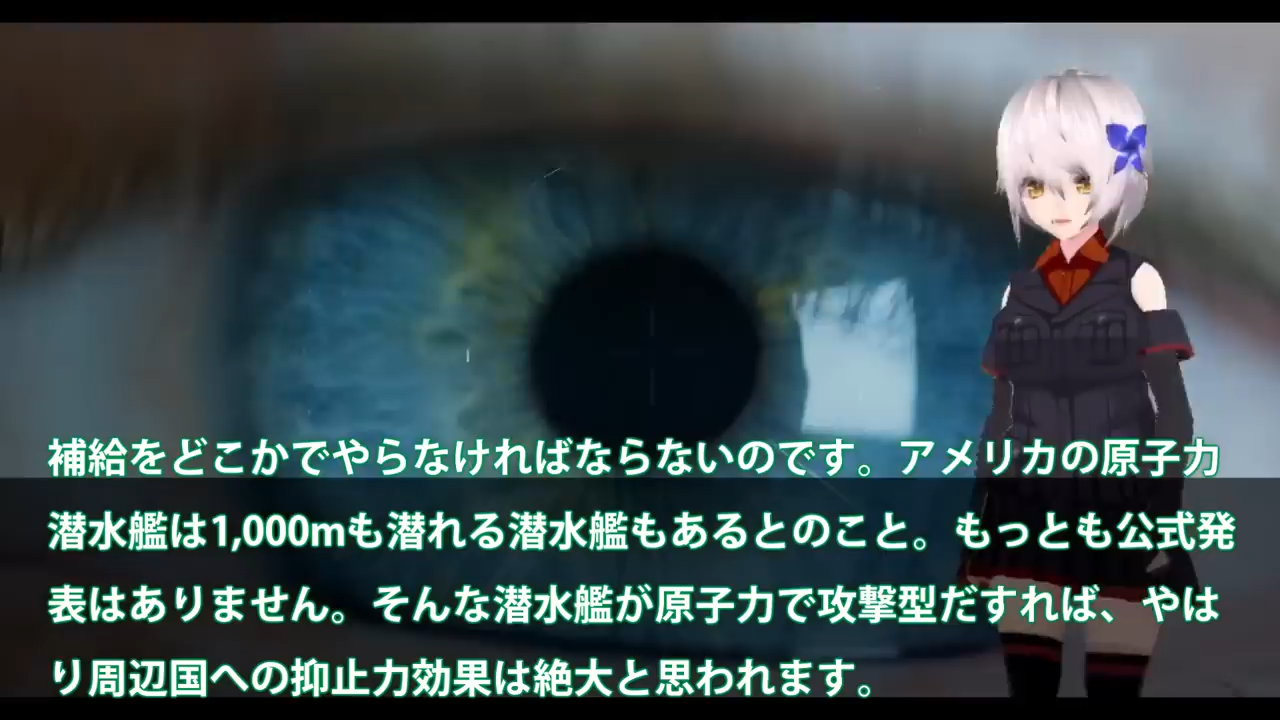 補給をどこかでやらなければならないのです。アメリカの原子力
潜水艦は1,000mも潜れる潜水艦もあるとのこと。もっとも公式発
表はありません。そんな潜水艦が原子力で攻撃型だすれば、やは
り周辺国への抑止力効果は絶大と思われます。